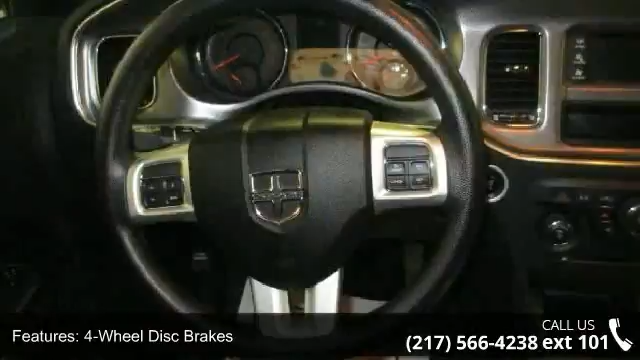 CALL US
Features: 4-Wheel Disc Brakes
(217) 566-4238 ext 101